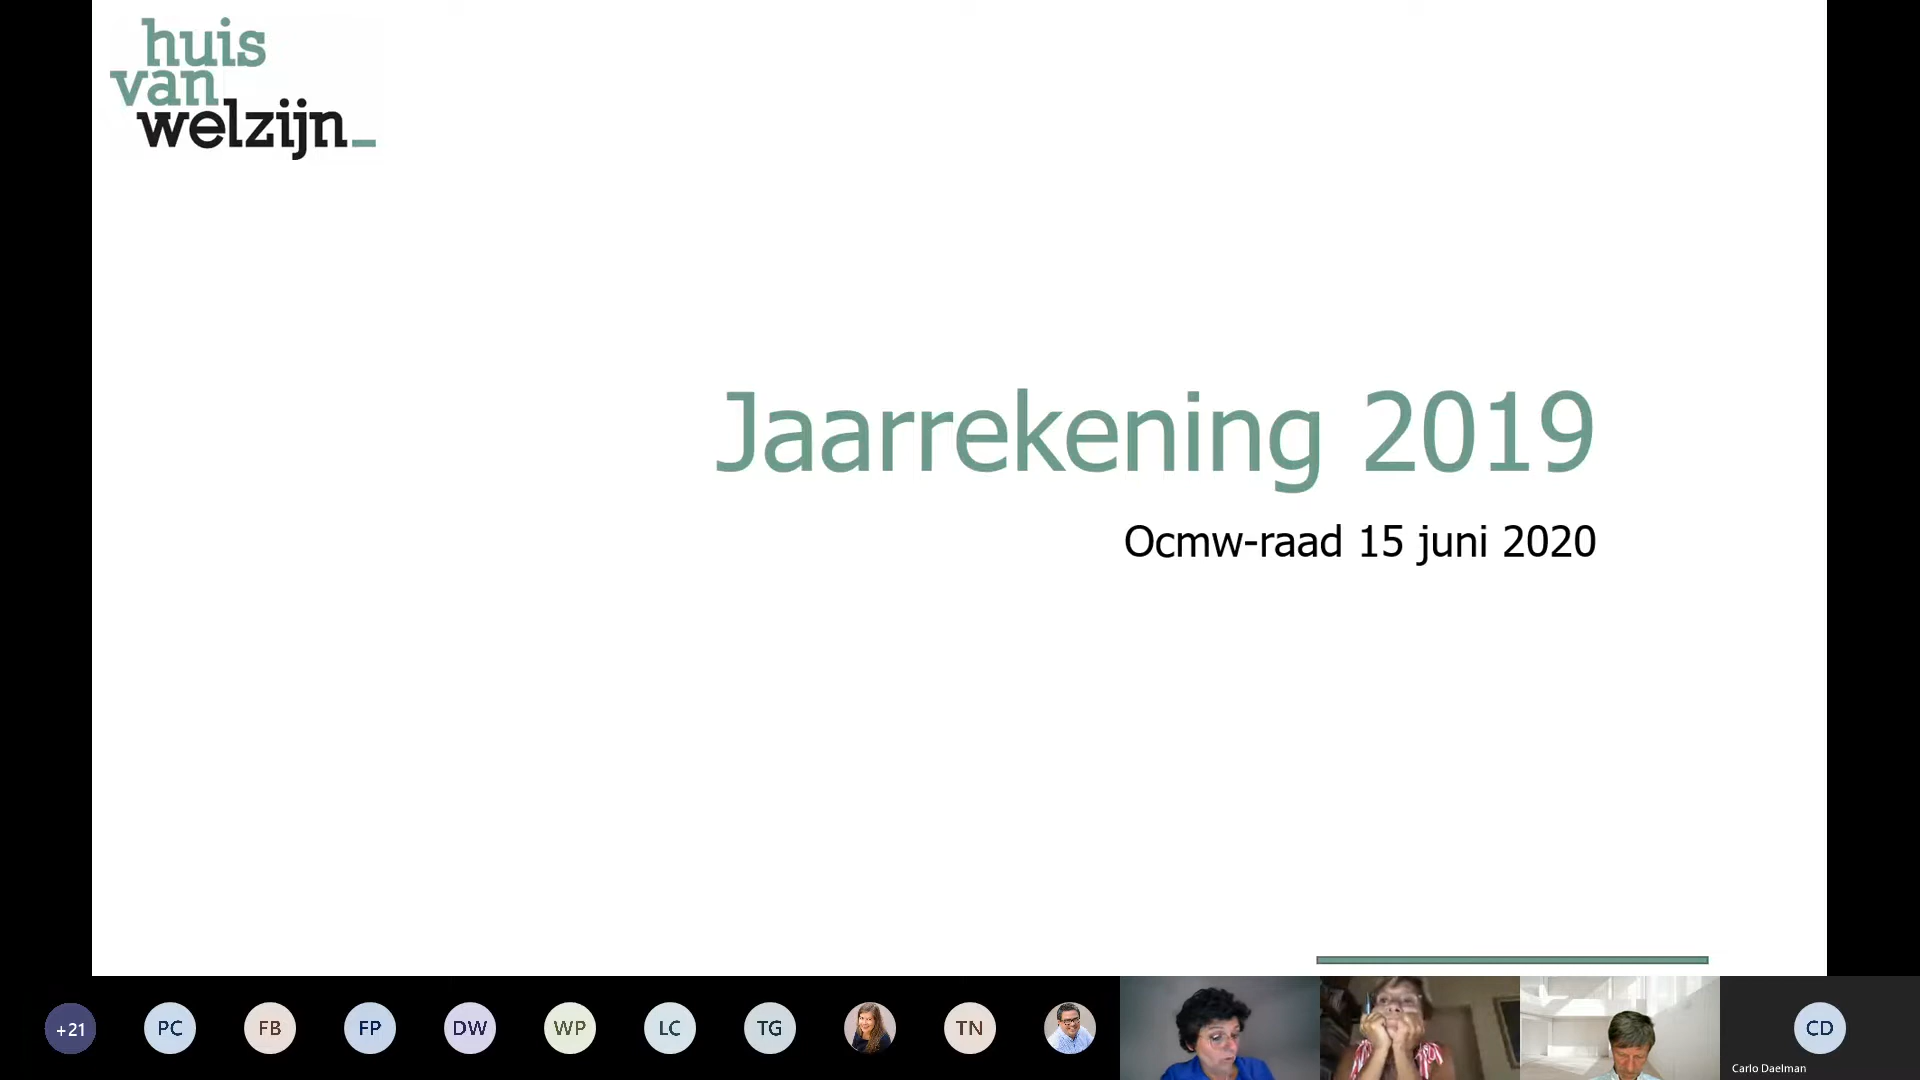 huis
van
welzijn_
Jaarrekening 2019
Ocmw-raad 15 juni 2020
+21
PC
FB
FP
DW
WP
LC
TG
TN
CD
Carlo Daelman